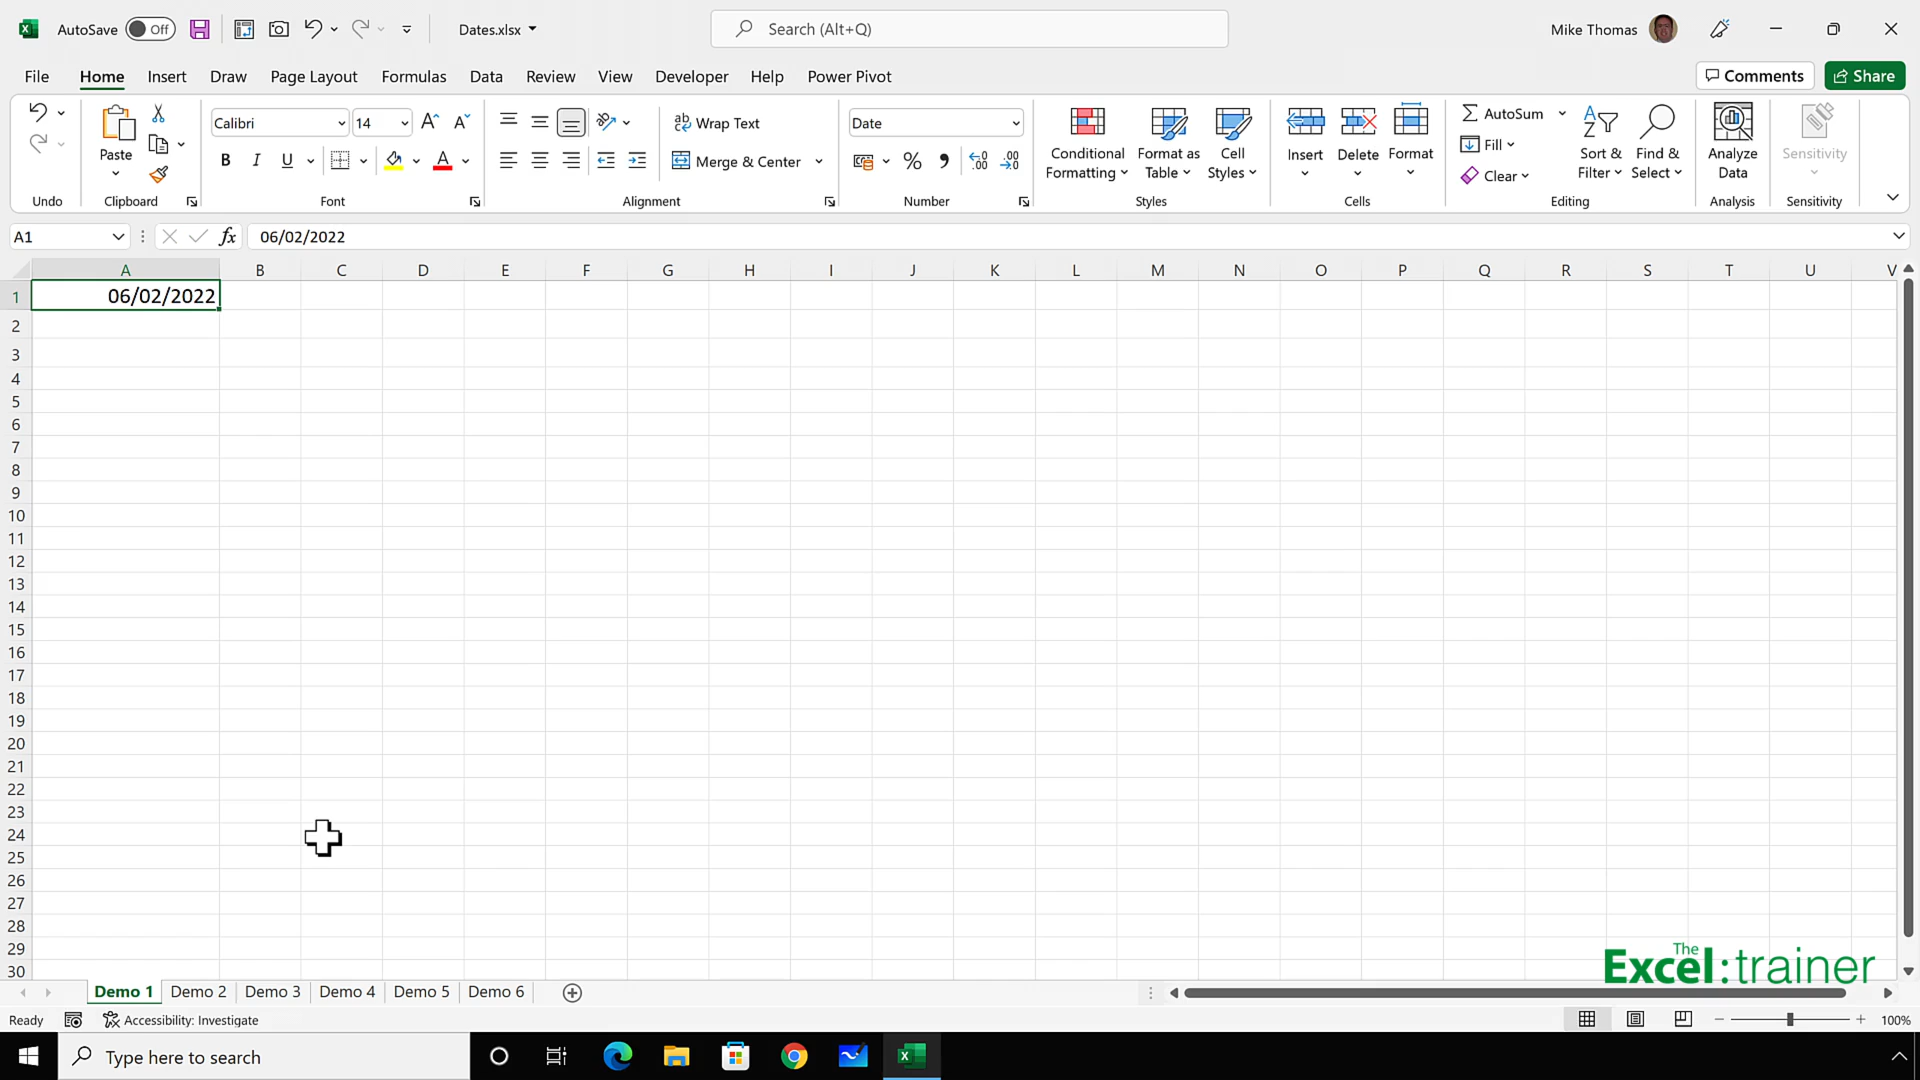 AutoSave Off Dates.xlsx Search (Alt+Q) Mike Thomas
File Home Insert Draw Page Layout Formulas Data Review View Developer Help Power Pivot Comments Share
Calibri 14 ab Wrap Text Date AutoSum
Fill
Paste B I U Merge & Center % Conditional Formatting Format as Table Cell Styles Insert Delete Format Clear Sort & Filter Find & Select Analyze Data Sensitivity
Undo Clipboard Font Alignment Number Styles Cells Editing Analysis Sensitivity
A1 fx 06/02/2022
A B C D E F G H I J K L M N O P Q R S T U V
1 06/02/2022
2
3
4
5
6
7
8
9
10
11
12
13
14
15
16
17
18
19
20
21
22
23
24
25
26
27
28
29
30
The
Excel:trainer
Demo 1 Demo 2 Demo 3 Demo 4 Demo 5 Demo 6
Ready Accessibility: Investigate 100%
Type here to search